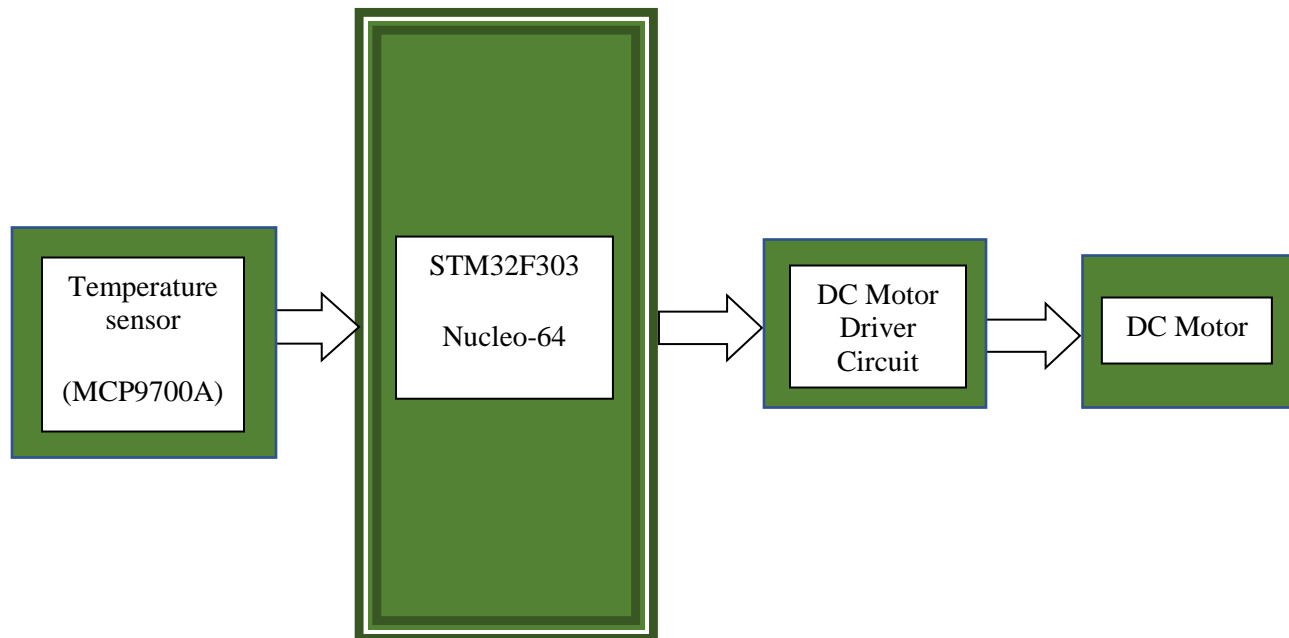 Temperature
sensor
(MCP9700A)
STM32F303
Nucleo-64
DC Motor
Driver
Circuit
DC Motor